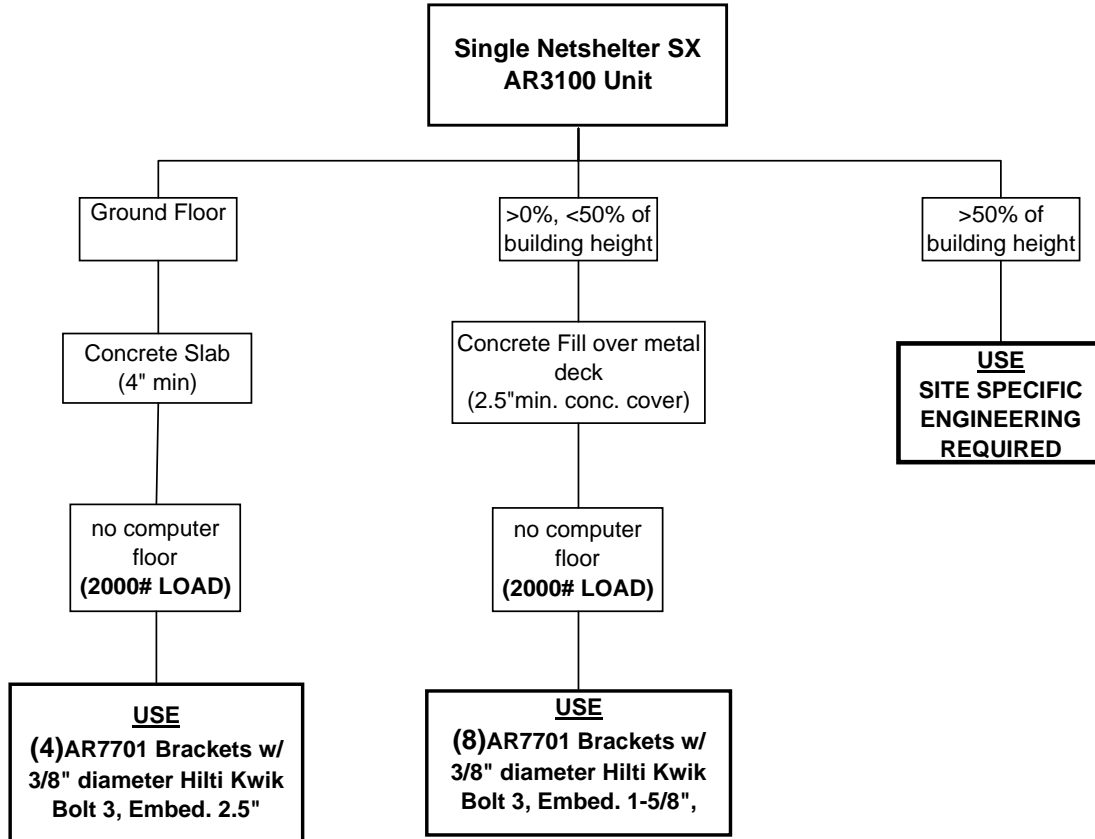 Single Netshelter SX
AR3100 Unit
Ground Floor
>0%, <50% of
building height
>50% of
building height
Concrete Slab
(4" min)
Concrete Fill over metal
deck
(2.5"min. conc. cover)
USE
SITE SPECIFIC
ENGINEERING
REQUIRED
no computer
floor
(2000# LOAD)
no computer
floor
(2000# LOAD)
USE
(4)AR7701 Brackets w/
3/8" diameter Hilti Kwik
Bolt 3, Embed. 2.5"
USE
(8)AR7701 Brackets w/
3/8" diameter Hilti Kwik
Bolt 3, Embed. 1-5/8",